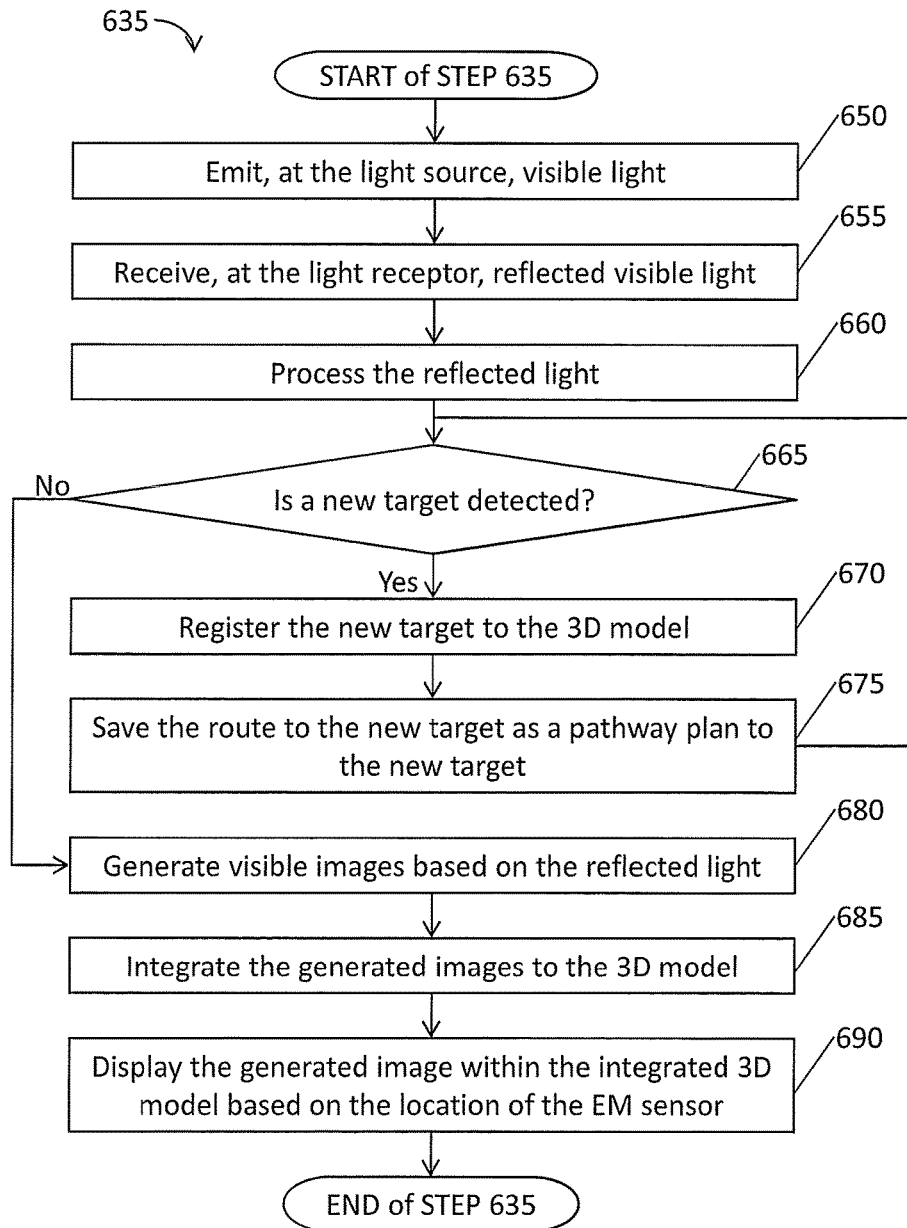 635
START of STEP 635
650
Emit, at the light source, visible light
655
Receive, at the light receptor, reflected visible light
660
Process the reflected light
665
No
Is a new target detected?
Yes
670
Register the new target to the 3D model
675
Save the route to the new target as a pathway plan to
the new target
680
Generate visible images based on the reflected light
685
Integrate the generated images to the 3D model
690
Display the generated image within the integrated 3D
model based on the location of the EM sensor
END of STEP 635